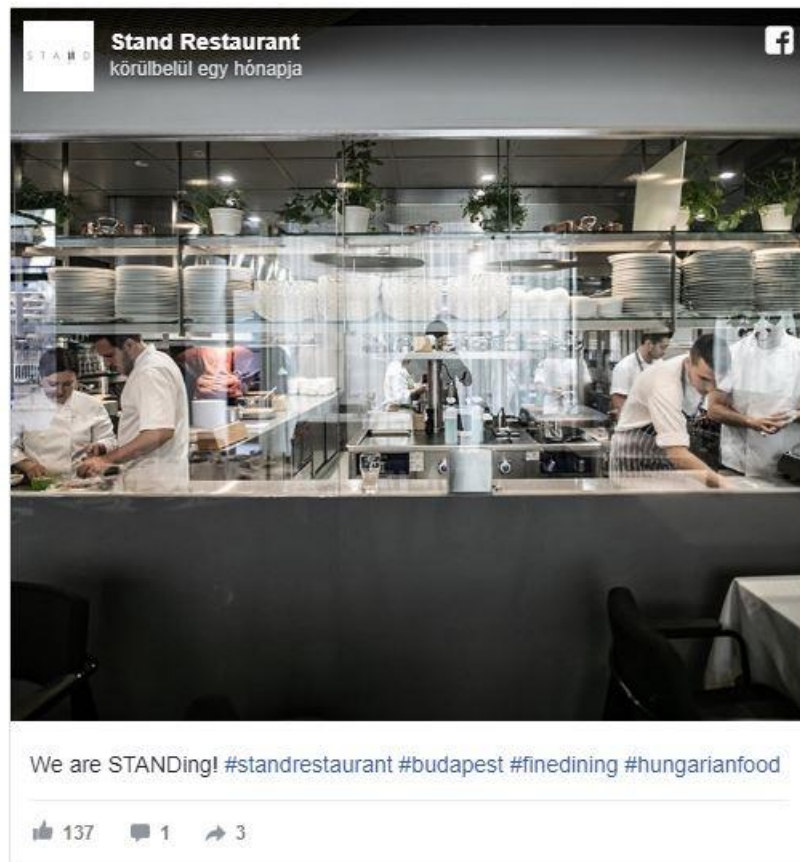 STAND
Stand Restaurant
körülbelül egy hónapja
We are STANDing! #standrestaurant #budapest #finedining #hungarianfood
137 1 3